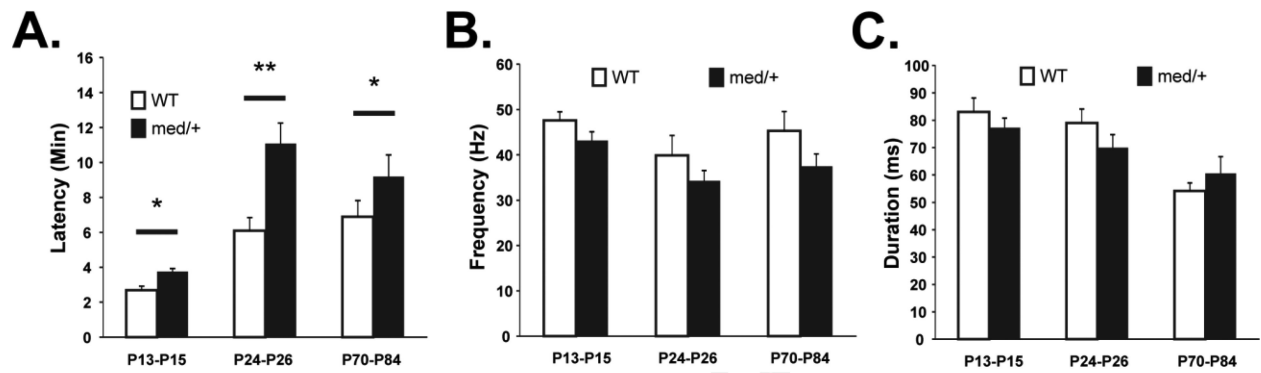 A.
Latency (Min)
16
14
12
10
8
6
4
2
0
WT
med/+
*
**
*
P13-P15
P24-P26
P70-P84
B.
Frequency (Hz)
60
50
40
30
20
10
0
WT
med/+
P13-P15
P24-P26
P70-P84
C.
Duration (ms)
100
90
80
70
60
50
40
30
20
10
0
WT
med/+
P13-P15
P24-P26
P70-P84